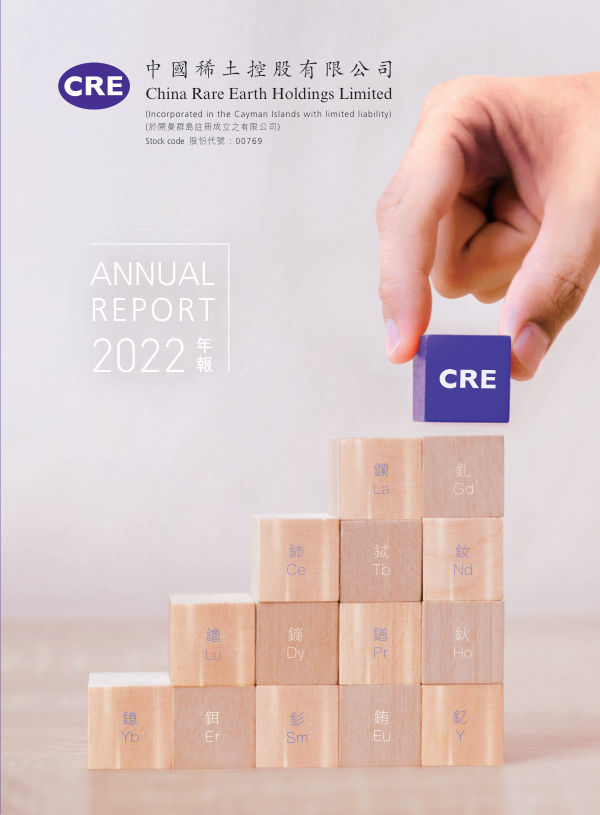 CRE
中國稀土控股有限公司
China Rare Earth Holdings Limited
(Incorporated in the Cayman Islands with limited liability)
(於開曼群島註冊成立之有限公司)
Stock code 股份代號 : 00769
ANNUAL
REPORT
2022 年報
CRE
鑭 釓
La Gd
鈰 鋱 釹
Ce Tb Nd
鑥 鏑 鐠 鈥
Lu Dy Pr Ho
鐿 鉺 釤 銪 釔
Yb Er Sm Eu Y